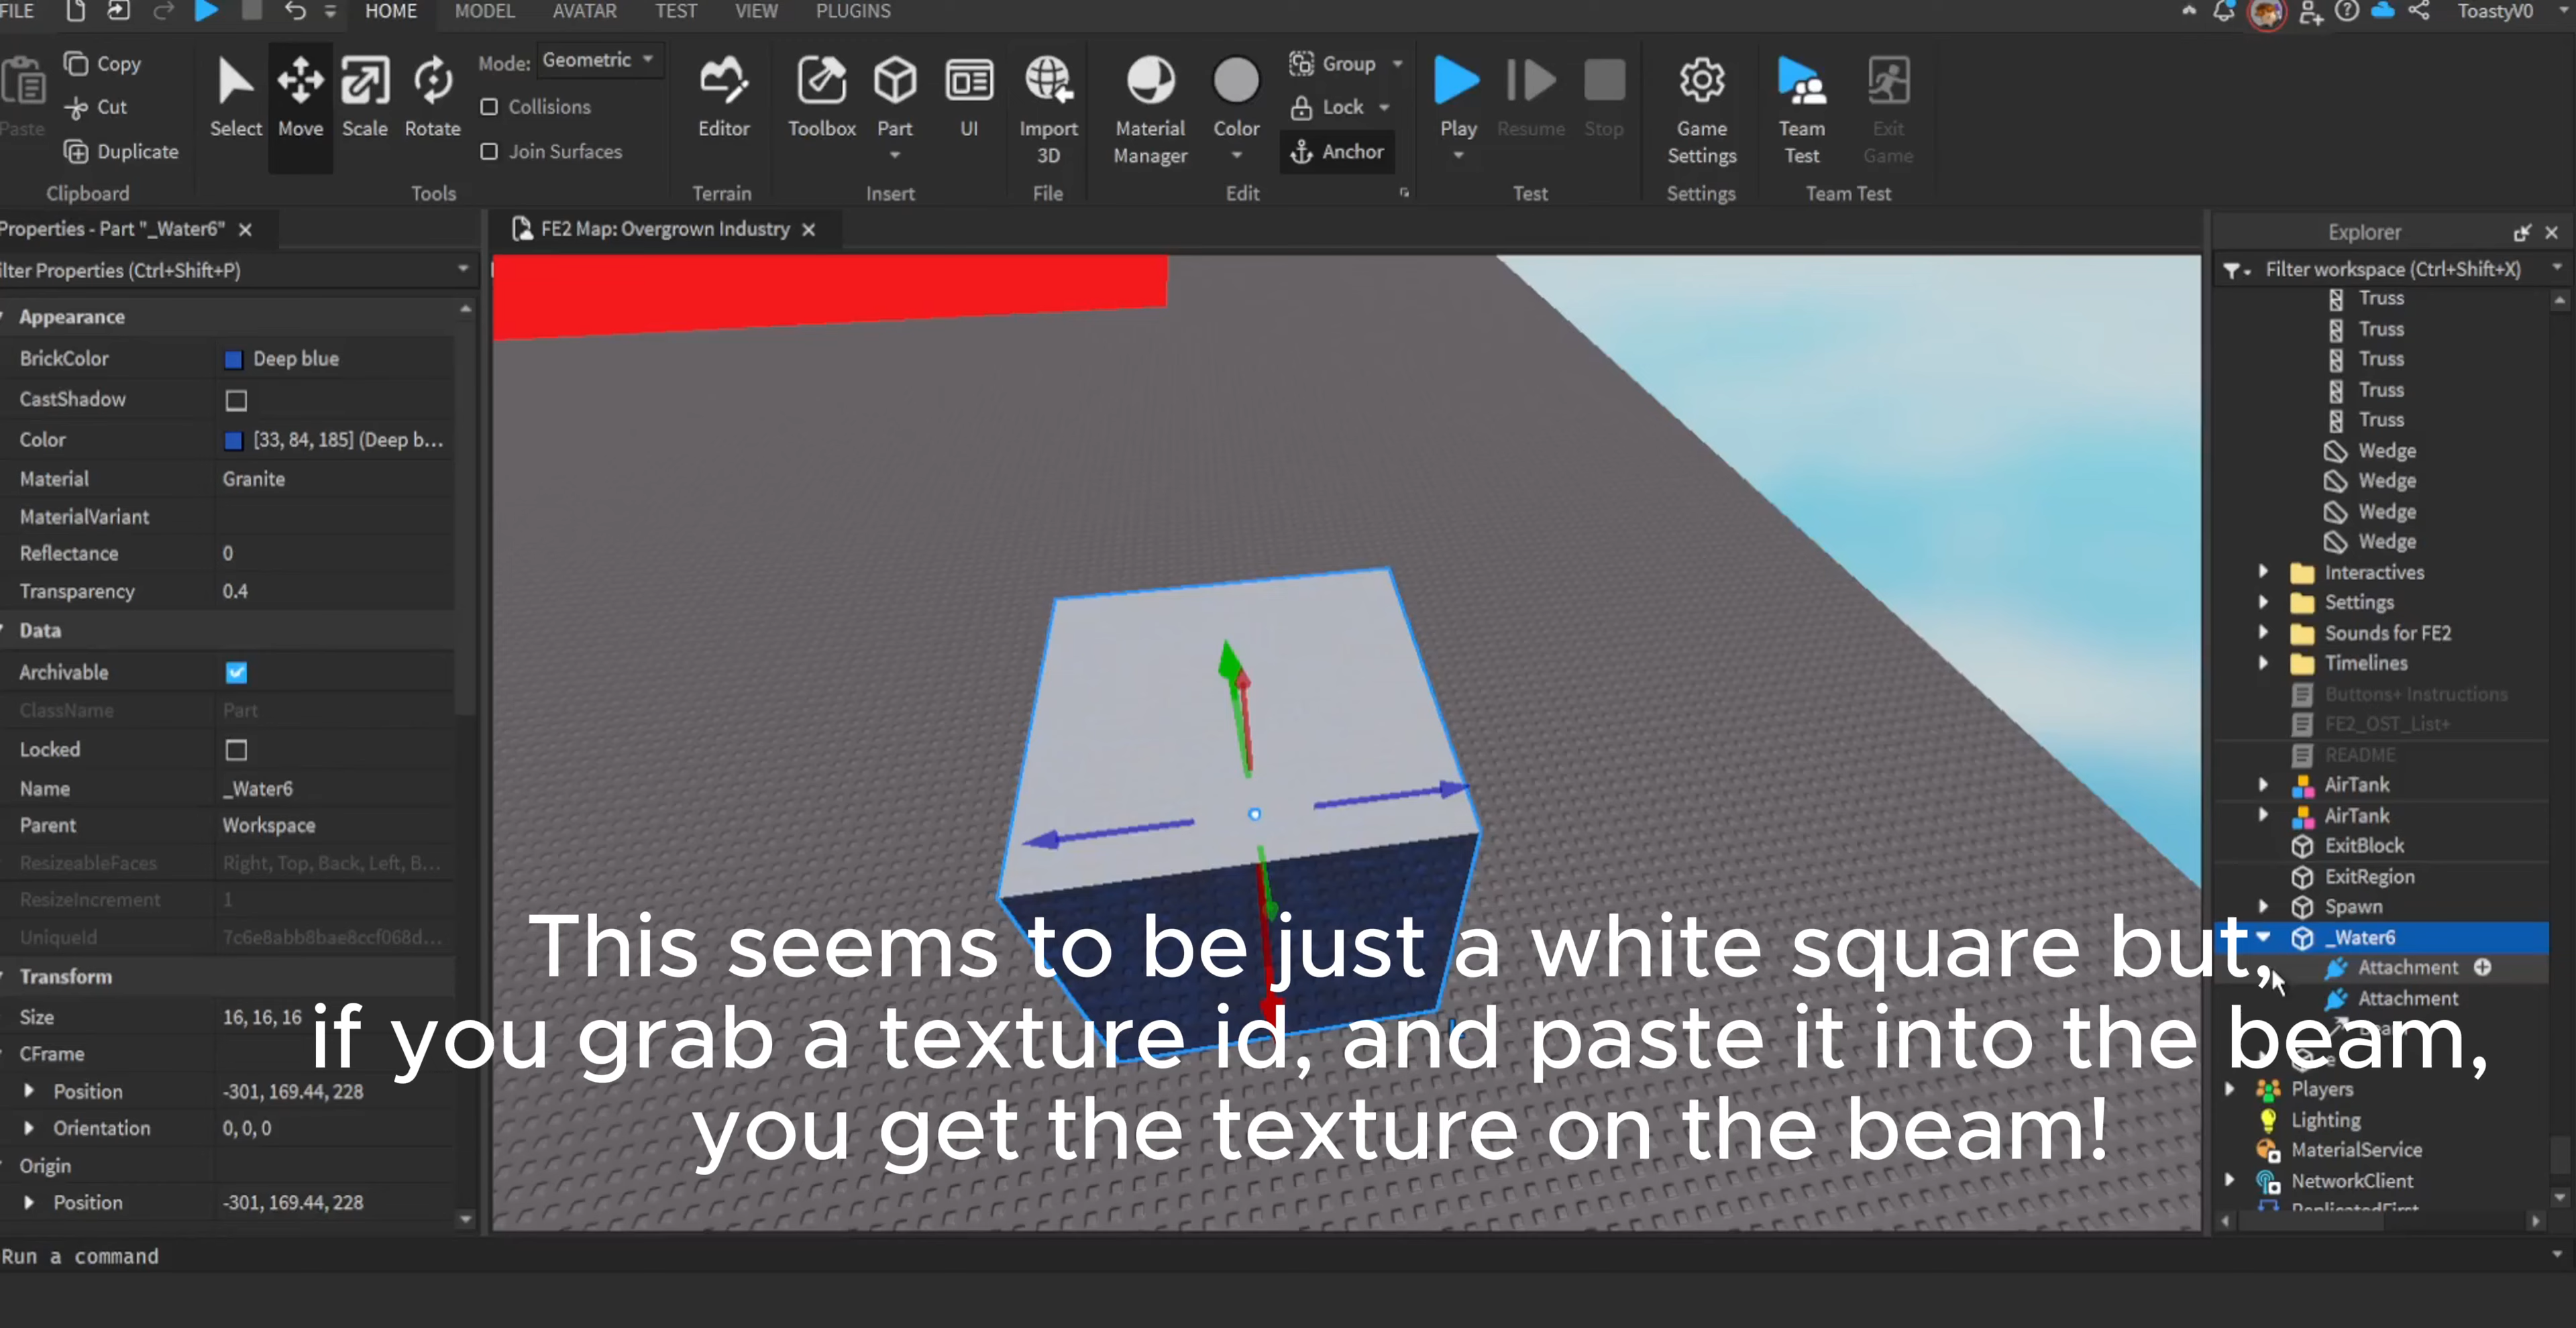 FILE HOME MODEL AVATAR TEST VIEW PLUGINS ToastyV0
Paste Copy Cut Duplicate
Clipboard
Select Move Scale Rotate
Mode: Geometric
Collisions
Join Surfaces
Tools
Editor
Terrain
Toolbox Part UI
Insert
Import 3D
File
Material Manager Color
Group
Lock
Anchor
Edit
Play Resume Stop
Test
Game Settings
Settings
Team Test Exit Game
Team Test
Properties - Part "_Water6"
ilter Properties (Ctrl+Shift+P)
Appearance
BrickColor Deep blue
CastShadow
Color [33, 84, 185] (Deep b...
Material Granite
MaterialVariant
Reflectance 0
Transparency 0.4
Data
Archivable
ClassName Part
Locked
Name _Water6
Parent Workspace
ResizeableFaces Right, Top, Back, Left, B...
ResizeIncrement 1
UniqueId 7c6e8abb8bae8ccf068d...
Transform
Size 16, 16, 16
CFrame
Position -301, 169.44, 228
Orientation 0, 0, 0
Origin
Position -301, 169.44, 228
FE2 Map: Overgrown Industry
This seems to be just a white square but,
if you grab a texture id, and paste it into the beam,
you get the texture on the beam!
Explorer
Filter workspace (Ctrl+Shift+X)
Truss
Truss
Truss
Truss
Truss
Wedge
Wedge
Wedge
Wedge
Interactives
Settings
Sounds for FE2
Timelines
Buttons+ Instructions
FE2_OST_List+
README
AirTank
AirTank
ExitBlock
ExitRegion
Spawn
_Water6
Attachment
Attachment
Players
Lighting
MaterialService
NetworkClient
ReplicatedFirst
Run a command